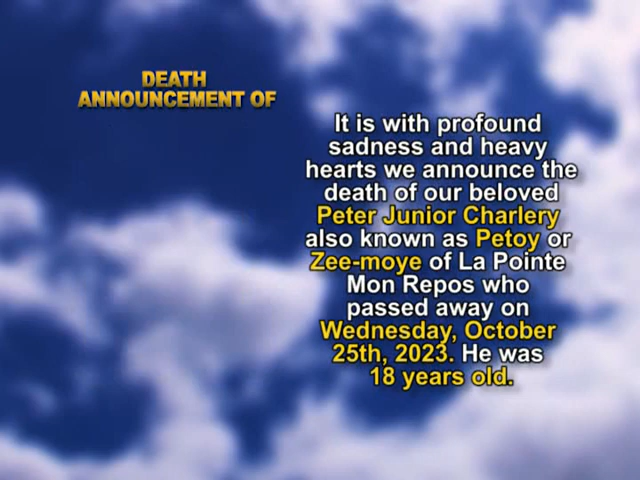 DEATH
ANNOUNCEMENT OF
It is with profound
sadness and heavy
hearts we announce the
death of our beloved
Peter Junior Charlery
also known as Petoy or
Zee-moye of La Pointe
Mon Repos who
passed away on
Wednesday, October
25th, 2023. He was
18 years old.